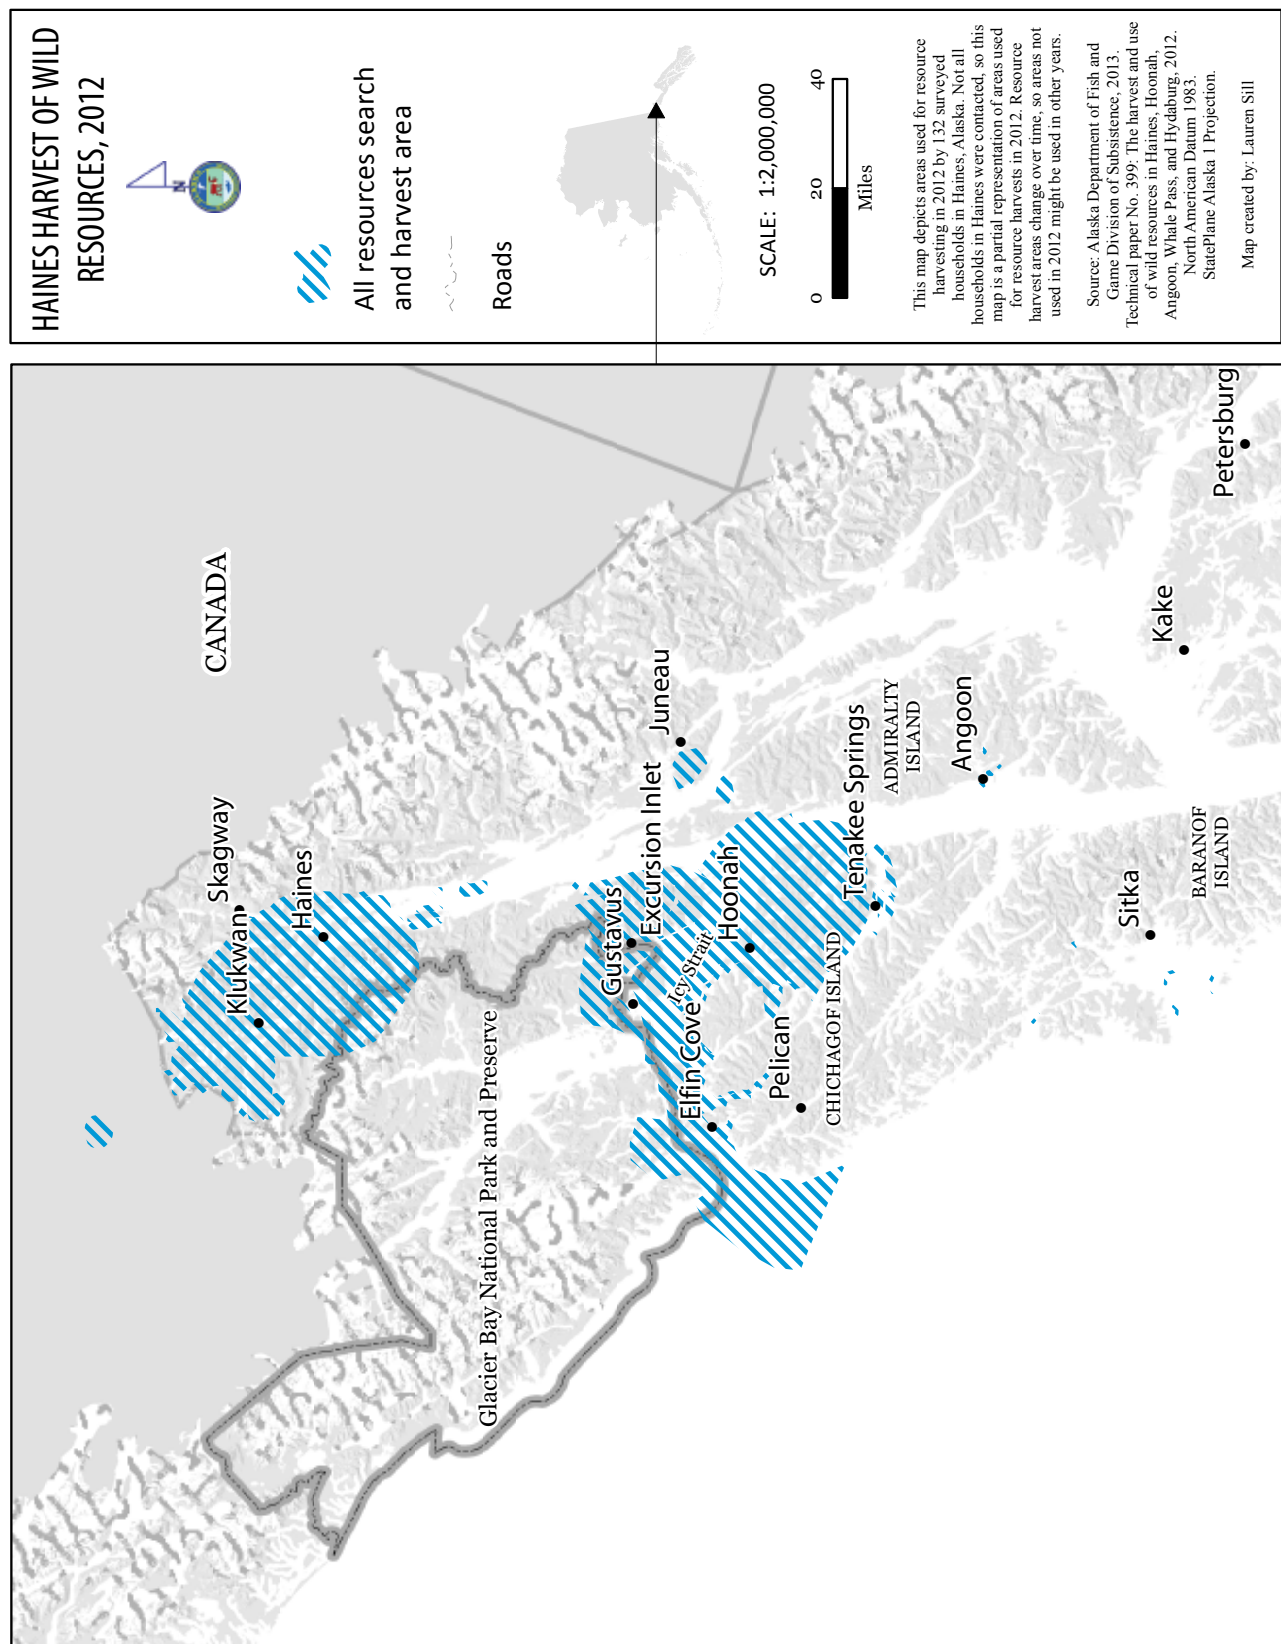 HAINES HARVEST OF WILD
RESOURCES, 2012
N
All resources search
and harvest area
Roads
SCALE: 1:2,000,000
0 20 40
Miles
This map depicts areas used for resource
harvesting in 2012 by 132 surveyed
households in Haines, Alaska. Not all
households in Haines were contacted, so this
map is a partial representation of areas used
for resource harvests in 2012. Resource
harvest areas change over time, so areas not
used in 2012 might be used in other years.
Source: Alaska Department of Fish and
Game Division of Subsistence, 2013.
Technical paper No. 399: The harvest and use
of wild resources in Haines, Hoonah,
Angoon, Whale Pass, and Hydaburg, 2012.
North American Datum 1983.
StatePlane Alaska 1 Projection.
Map created by: Lauren Sill
CANADA
Skagway
Klukwan
Haines
Glacier Bay National Park and Preserve
Gustavus
Excursion Inlet
Juneau
Icy Strait
Elfin Cove
Hoonah
Pelican
CHICHAGOF ISLAND
Tenakee Springs
ADMIRALTY
ISLAND
Angoon
Sitka
BARANOF
ISLAND
Kake
Petersburg